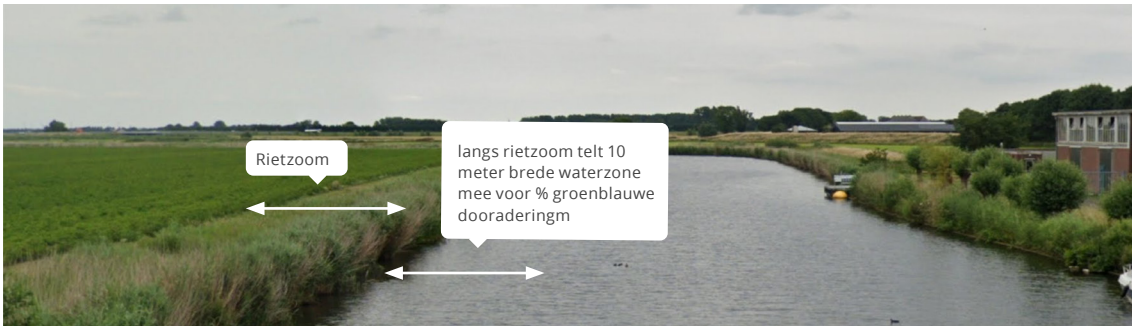 Rietzoom
langs rietzoom telt 10
meter brede waterzone
mee voor % groenblauwe
dooraderingm